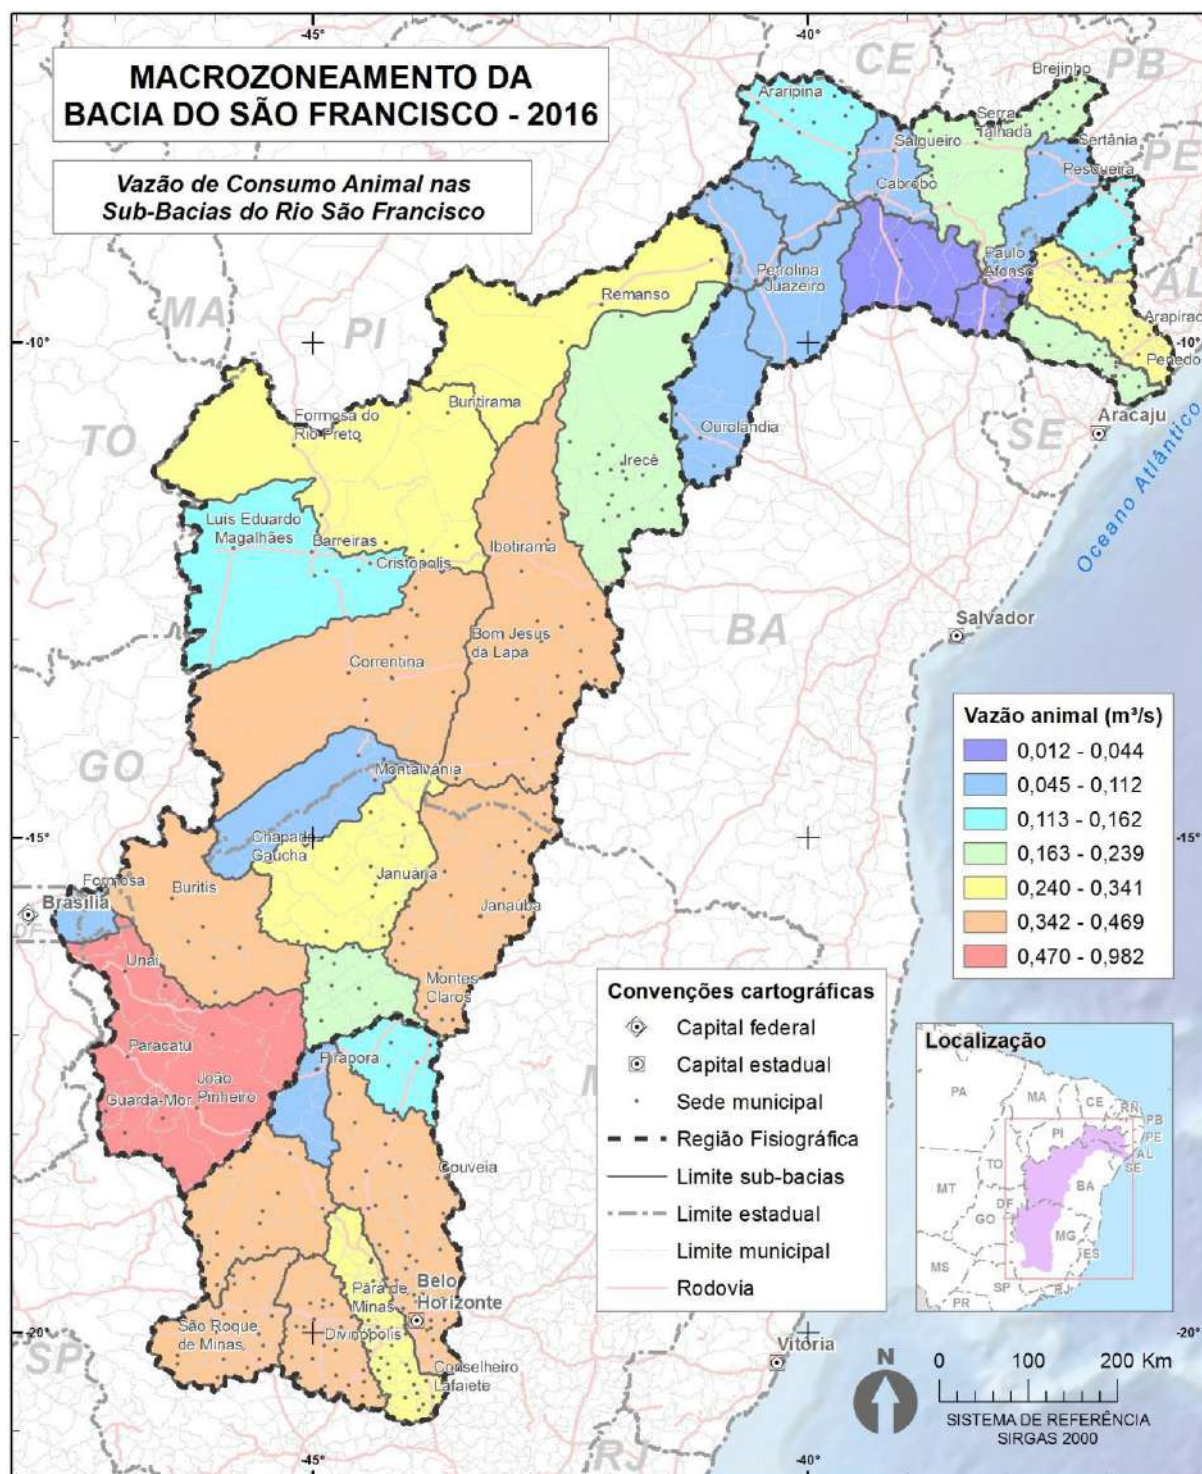 -45°
-40°
MACROZONEAMENTO DA
BACIA DO SÃO FRANCISCO - 2016
Vazão de Consumo Animal nas
Sub-Bacias do Rio São Francisco
CE
PB
Brejinho
Araripina
Serra
Talhada
Salgueiro
Sertânia
PE
Pesqueira
Cabrobó
Paulo
Afonso
Petrolina
Juazeiro
AL
Remanso
MA
PI
Arapirac
-10°
-10°
Penedo
Buritirama
Formosa do
Rio Preto
TO
Ourolândia
SE
Aracaju
Irecê
Oceano Atlântico
Luís Eduardo
Magalhães
Barreiras
Ibotirama
Cristópolis
BA
Salvador
Bom Jesus
da Lapa
Correntina
Vazão animal (m³/s)
0,012 - 0,044
0,045 - 0,112
0,113 - 0,162
0,163 - 0,239
0,240 - 0,341
0,342 - 0,469
0,470 - 0,982
GO
Montalvânia
-15°
-15°
Chapada
Gaúcha
Januária
Formosa
Buritis
Brasília
DF
Janaúba
Unaí
Montes
Claros
Convenções cartográficas
Capital federal
Capital estadual
Sede municipal
Região Fisiográfica
Limite sub-bacias
Limite estadual
Limite municipal
Rodovia
Localização
PA
MA
CE
RN
PB
PI
PE
AL
SE
TO
BA
MT
DF
GO
MG
ES
MS
SP
RJ
PR
Pirapora
Paracatu
João
Pinheiro
Guarda-Mor
M
Gouveia
Pará de
Minas
Belo
Horizonte
São Roque
de Minas
Divinópolis
Conselheiro
Lafaiete
-20°
-20°
SP
Vitória
RJ
N
0 100 200 Km
SISTEMA DE REFERÊNCIA
SIRGAS 2000
-45°
-40°